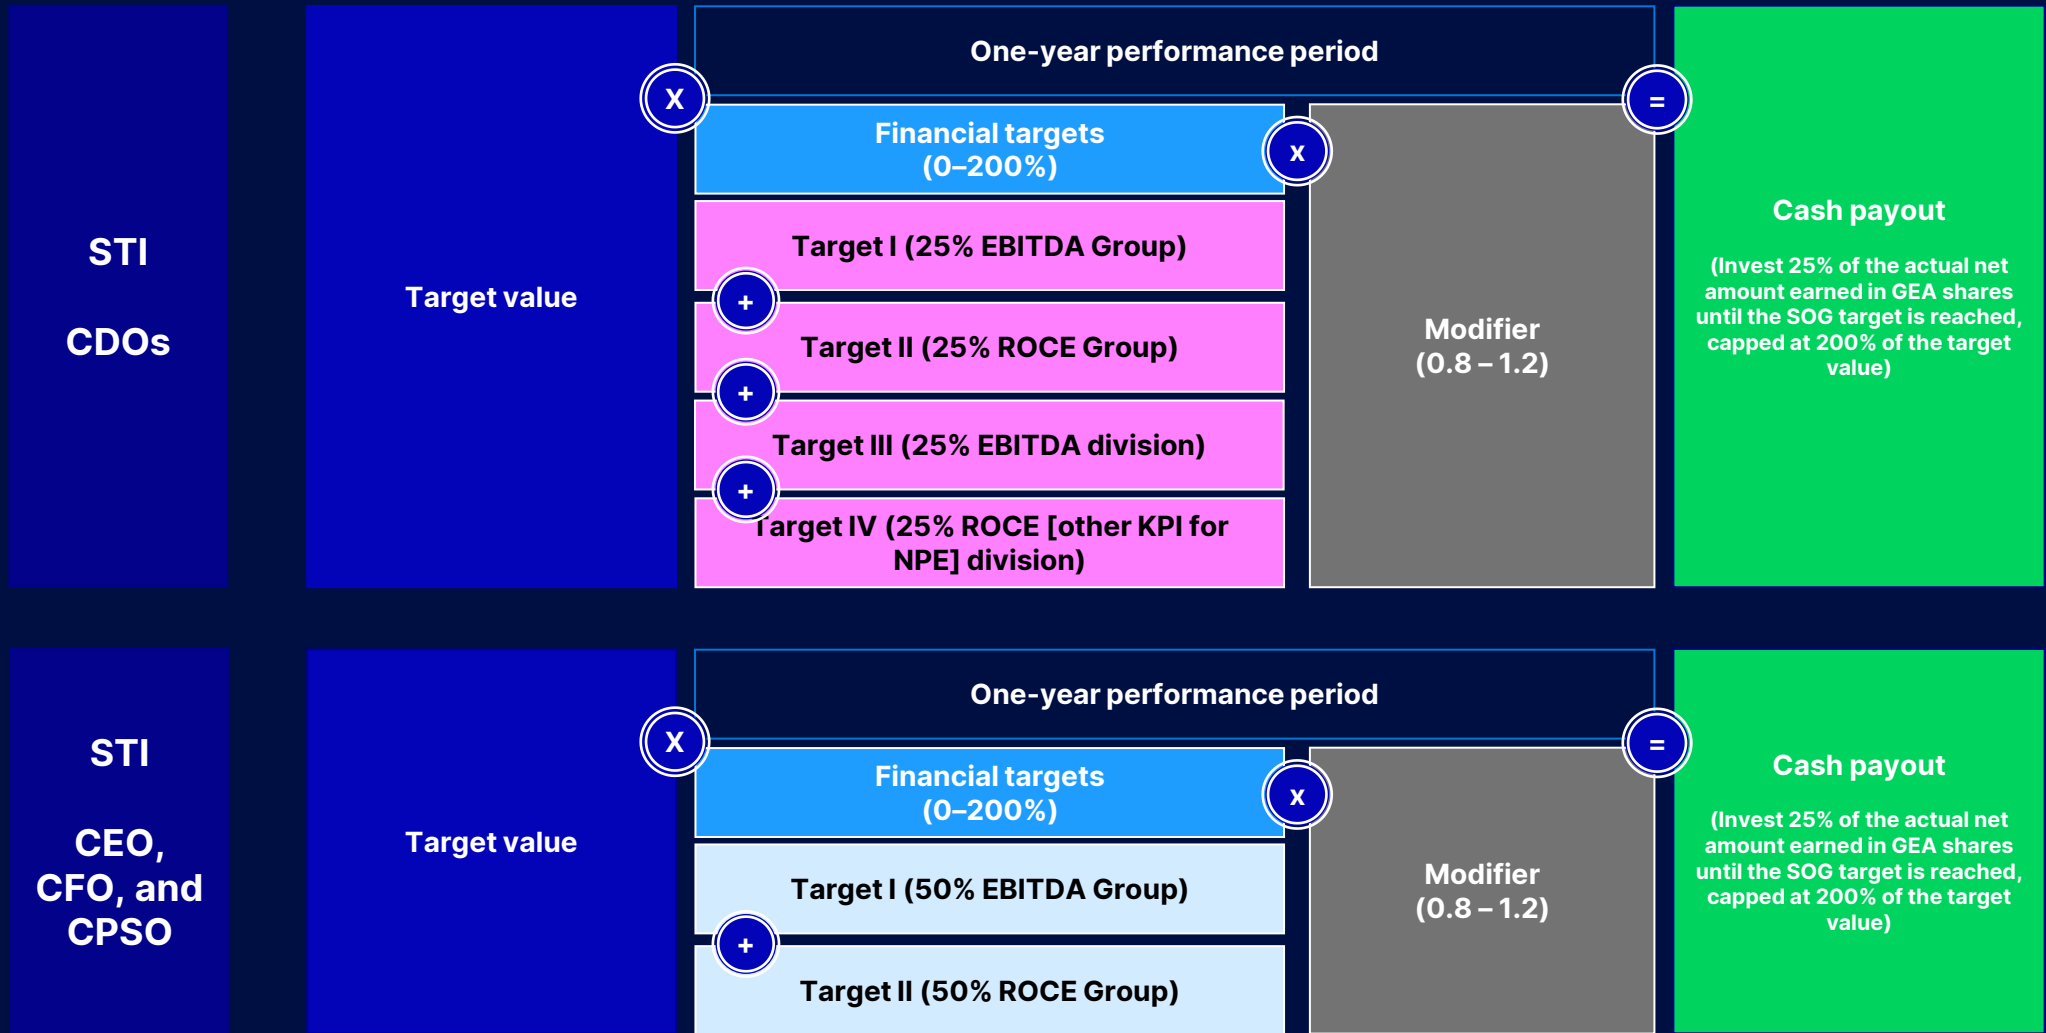 STI
CDOs
Target value
X
One-year performance period
Financial targets
(0–200%)
x
Target I (25% EBITDA Group)
+
Target II (25% ROCE Group)
+
Target III (25% EBITDA division)
+
Target IV (25% ROCE [other KPI for
NPE] division)
Modifier
(0.8 – 1.2)
=
Cash payout
(Invest 25% of the actual net
amount earned in GEA shares
until the SOG target is reached,
capped at 200% of the target
value)
STI
CEO,
CFO, and
CPSO
Target value
X
One-year performance period
Financial targets
(0–200%)
x
Target I (50% EBITDA Group)
+
Target II (50% ROCE Group)
Modifier
(0.8 – 1.2)
=
Cash payout
(Invest 25% of the actual net
amount earned in GEA shares
until the SOG target is reached,
capped at 200% of the target
value)